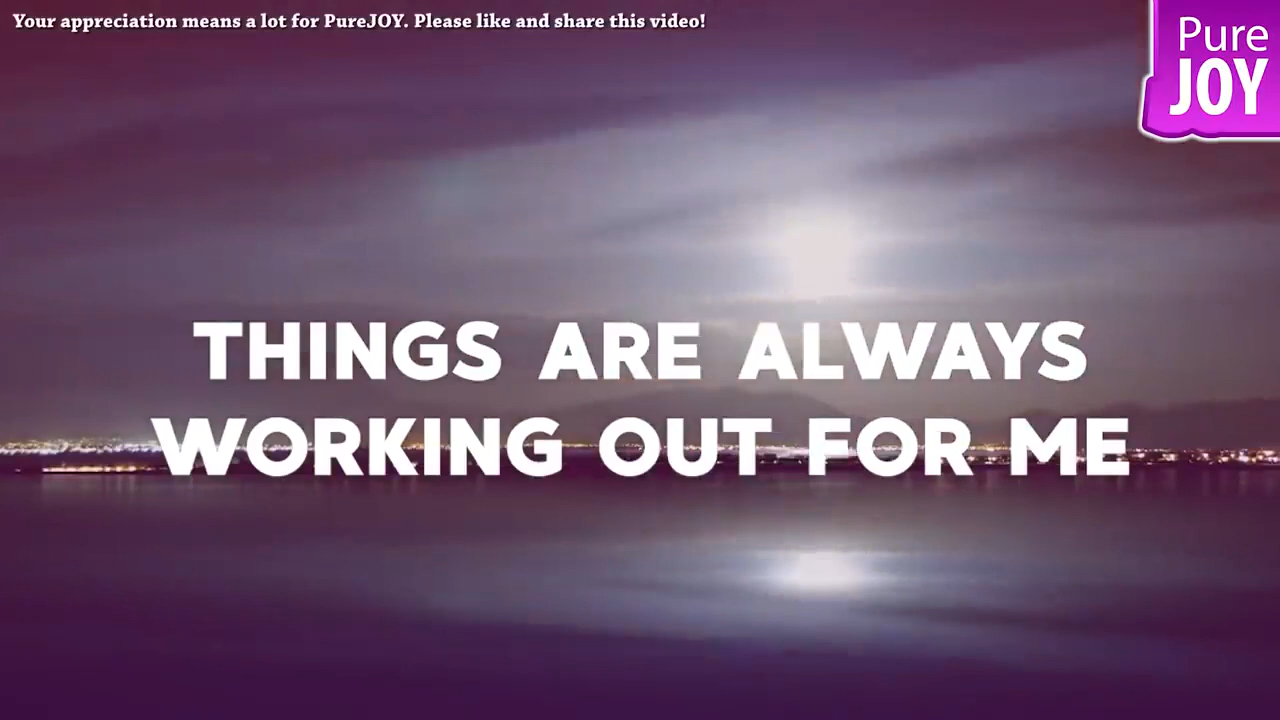 Your appreciation means a lot for PureJOY. Please like and share this video!
Pure
JOY
THINGS ARE ALWAYS
WORKING OUT FOR ME